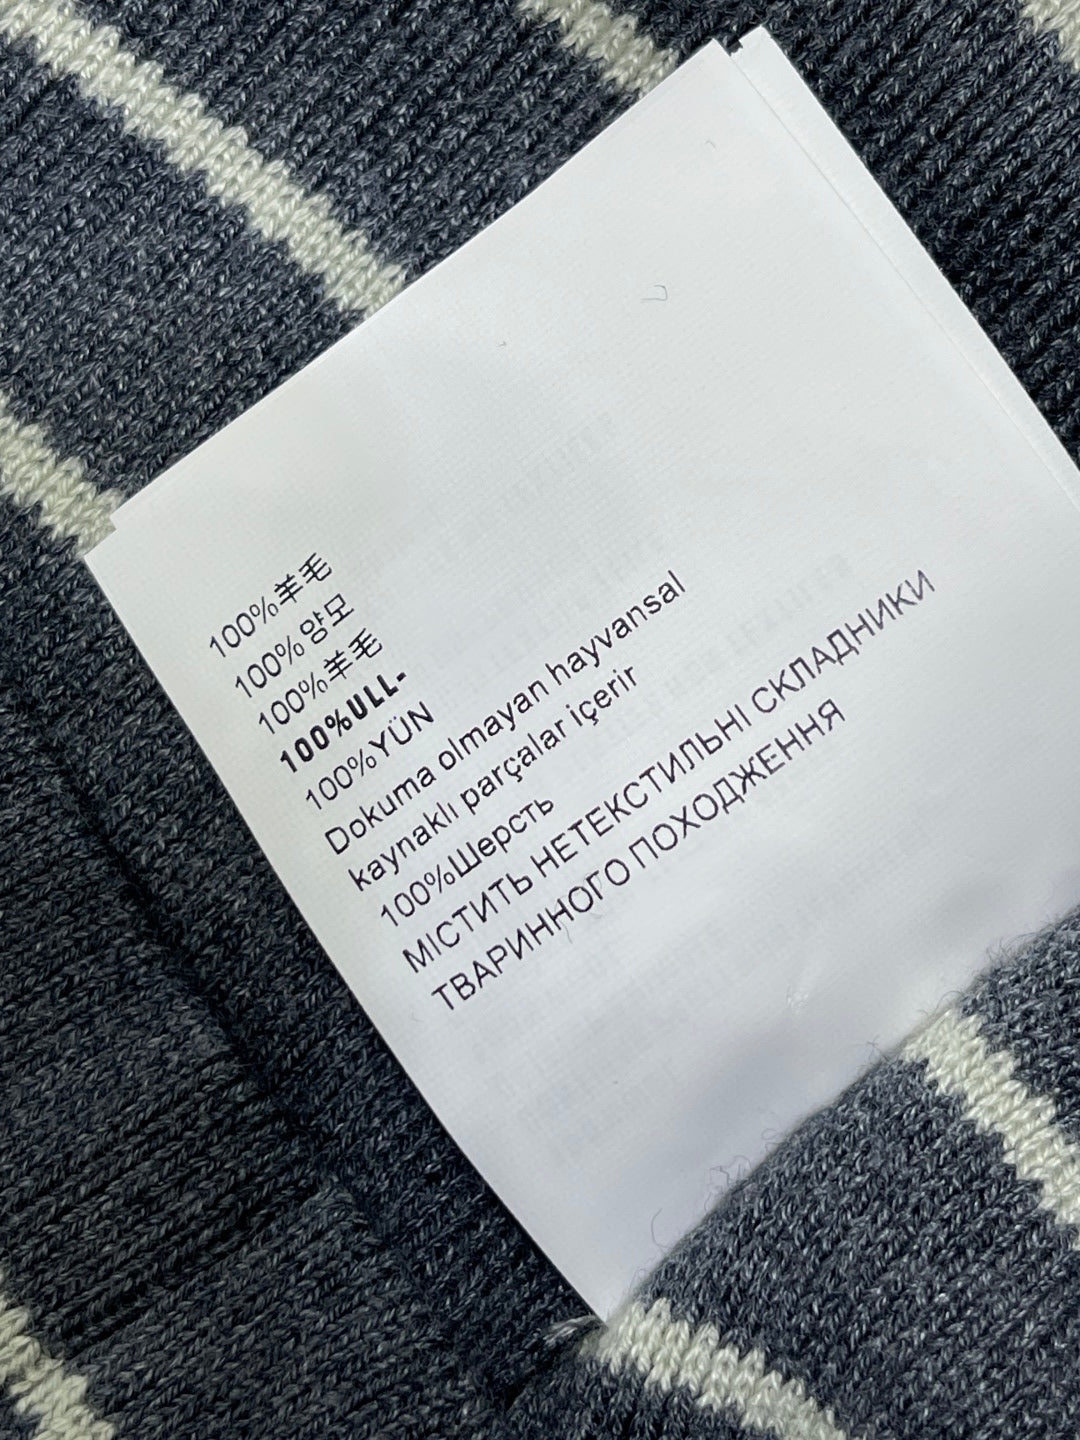 100%羊毛
100%양모
100%羊毛
100%ULL-
100%YÜN
Dokuma olmayan hayvansal
kaynaklı parçalar içerir
100%Шерсть
МІСТИТЬ НЕТЕКСТИЛЬНІ СКЛАДНИКИ
ТВАРИННОГО ПОХОДЖЕННЯ